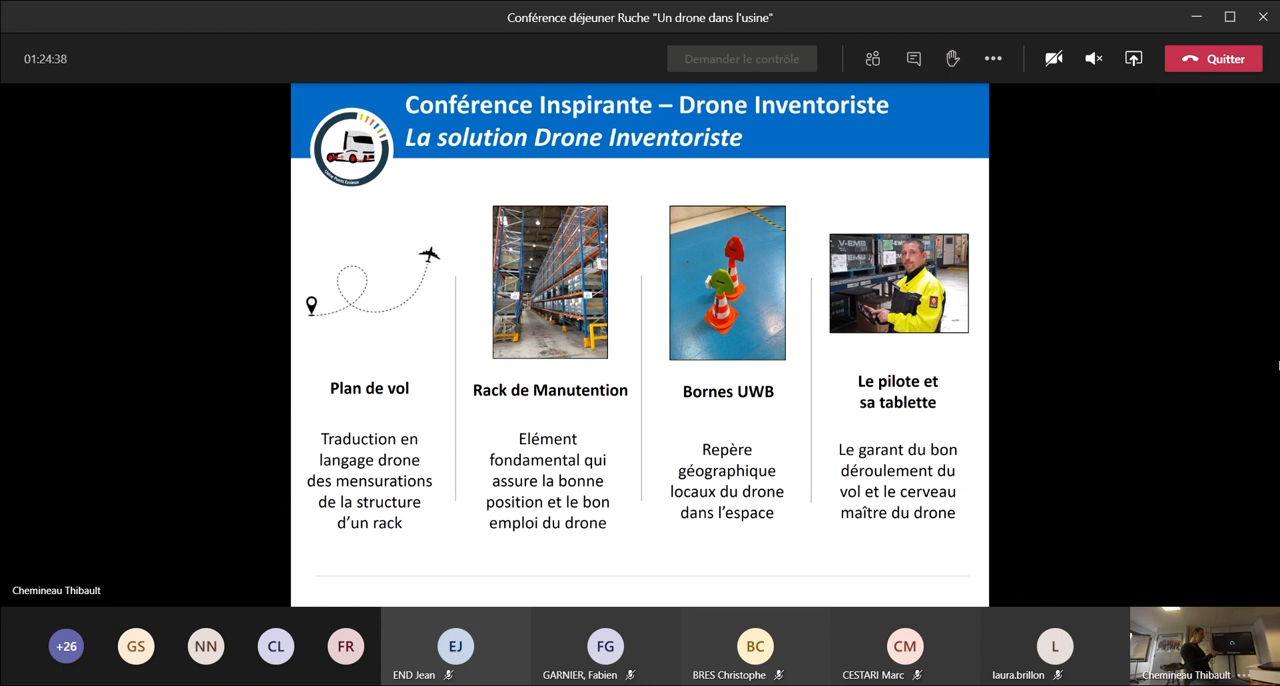 Conférence déjeuner Ruche "Un drone dans l'usine"
01:24:38
Demander le contrôle
Quitter
Conférence Inspirante – Drone Inventoriste
La solution Drone Inventoriste
V-EMB
Plan de vol
Traduction en
langage drone
des mensurations
de la structure
d'un rack
Rack de Manutention
Elément
fondamental qui
assure la bonne
position et le bon
emploi du drone
Bornes UWB
Repère
géographique
locaux du drone
dans l'espace
Le pilote et
sa tablette
Le garant du bon
déroulement du
vol et le cerveau
maître du drone
Chemineau Thibault
+26
GS
NN
CL
FR
EJ
END Jean
FG
GARNIER, Fabien
BC
BRES Christophe
CM
CESTARI Marc
L
laura.brillon
Chemineau Thibault